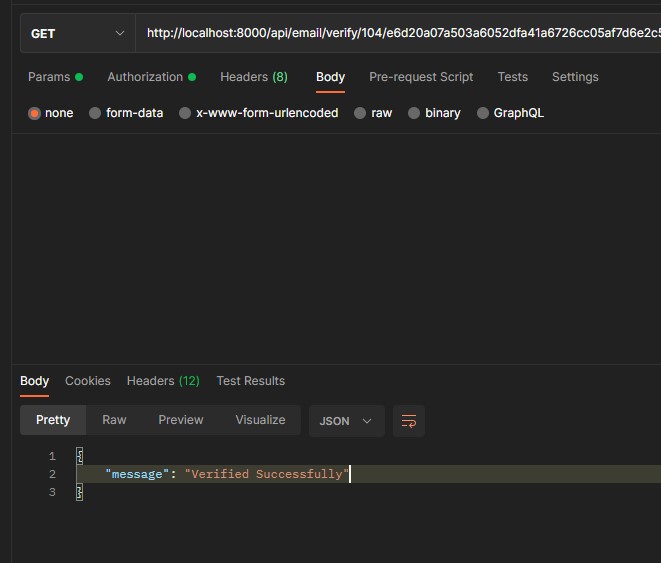 GET http://localhost:8000/api/email/verify/104/e6d20a07a503a6052dfa41a6726cc05af7d6e2c5
Params Authorization Headers (8) Body Pre-request Script Tests Settings
none form-data x-www-form-urlencoded raw binary GraphQL
Body Cookies Headers (12) Test Results
Pretty Raw Preview Visualize JSON
1 {
2 "message": "Verified Successfully"
3 }